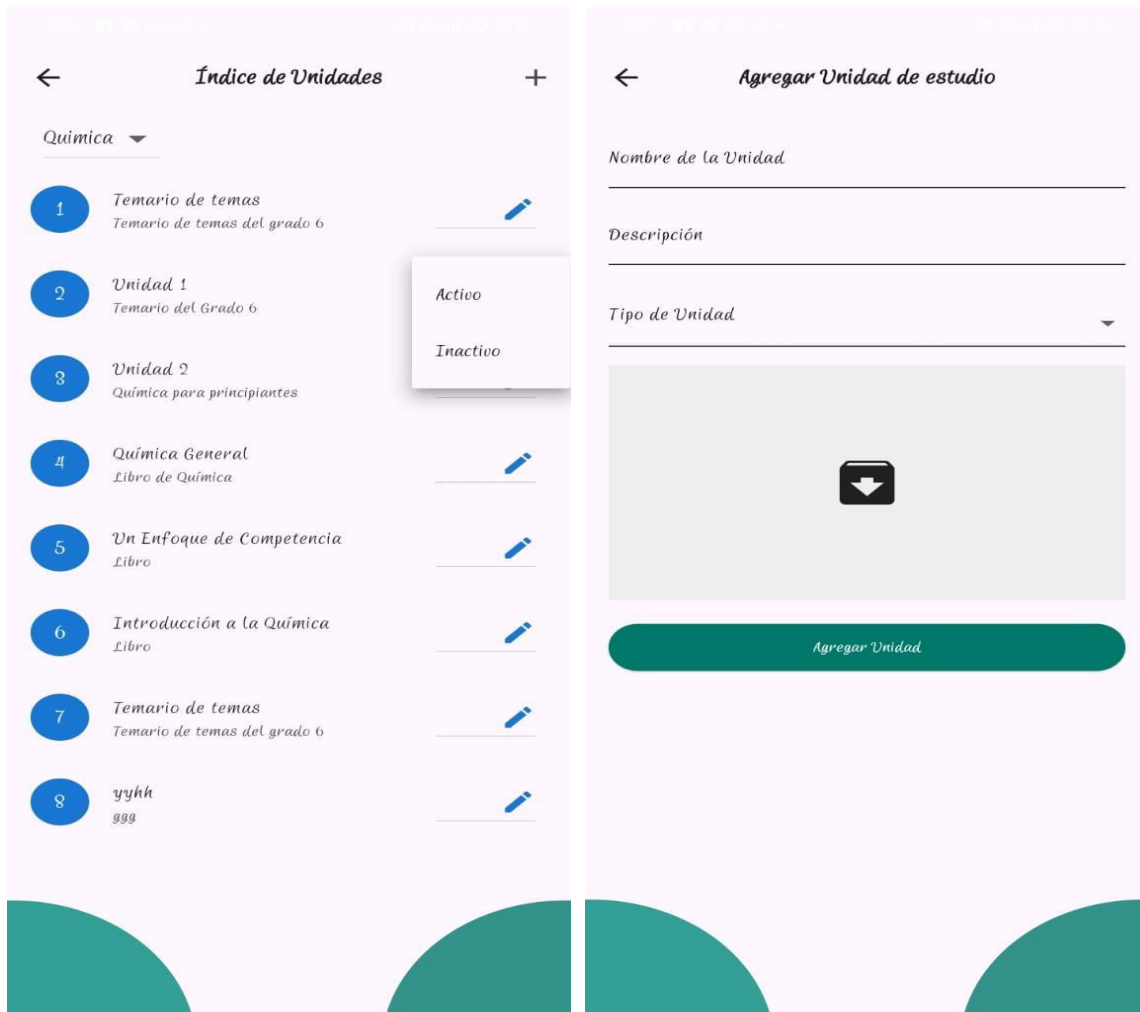 Índice de Unidades
Quimica
1
Temario de temas
Temario de temas del grado 6
2
Unidad 1
Temario del Grado 6
Activo
Inactivo
3
Unidad 2
Química para principiantes
4
Química General
Libro de Química
5
Un Enfoque de Competencia
Libro
6
Introducción a la Química
Libro
7
Temario de temas
Temario de temas del grado 6
8
yyhh
ggg
Agregar Unidad de estudio
Nombre de la Unidad
Descripción
Tipo de Unidad
Agregar Unidad